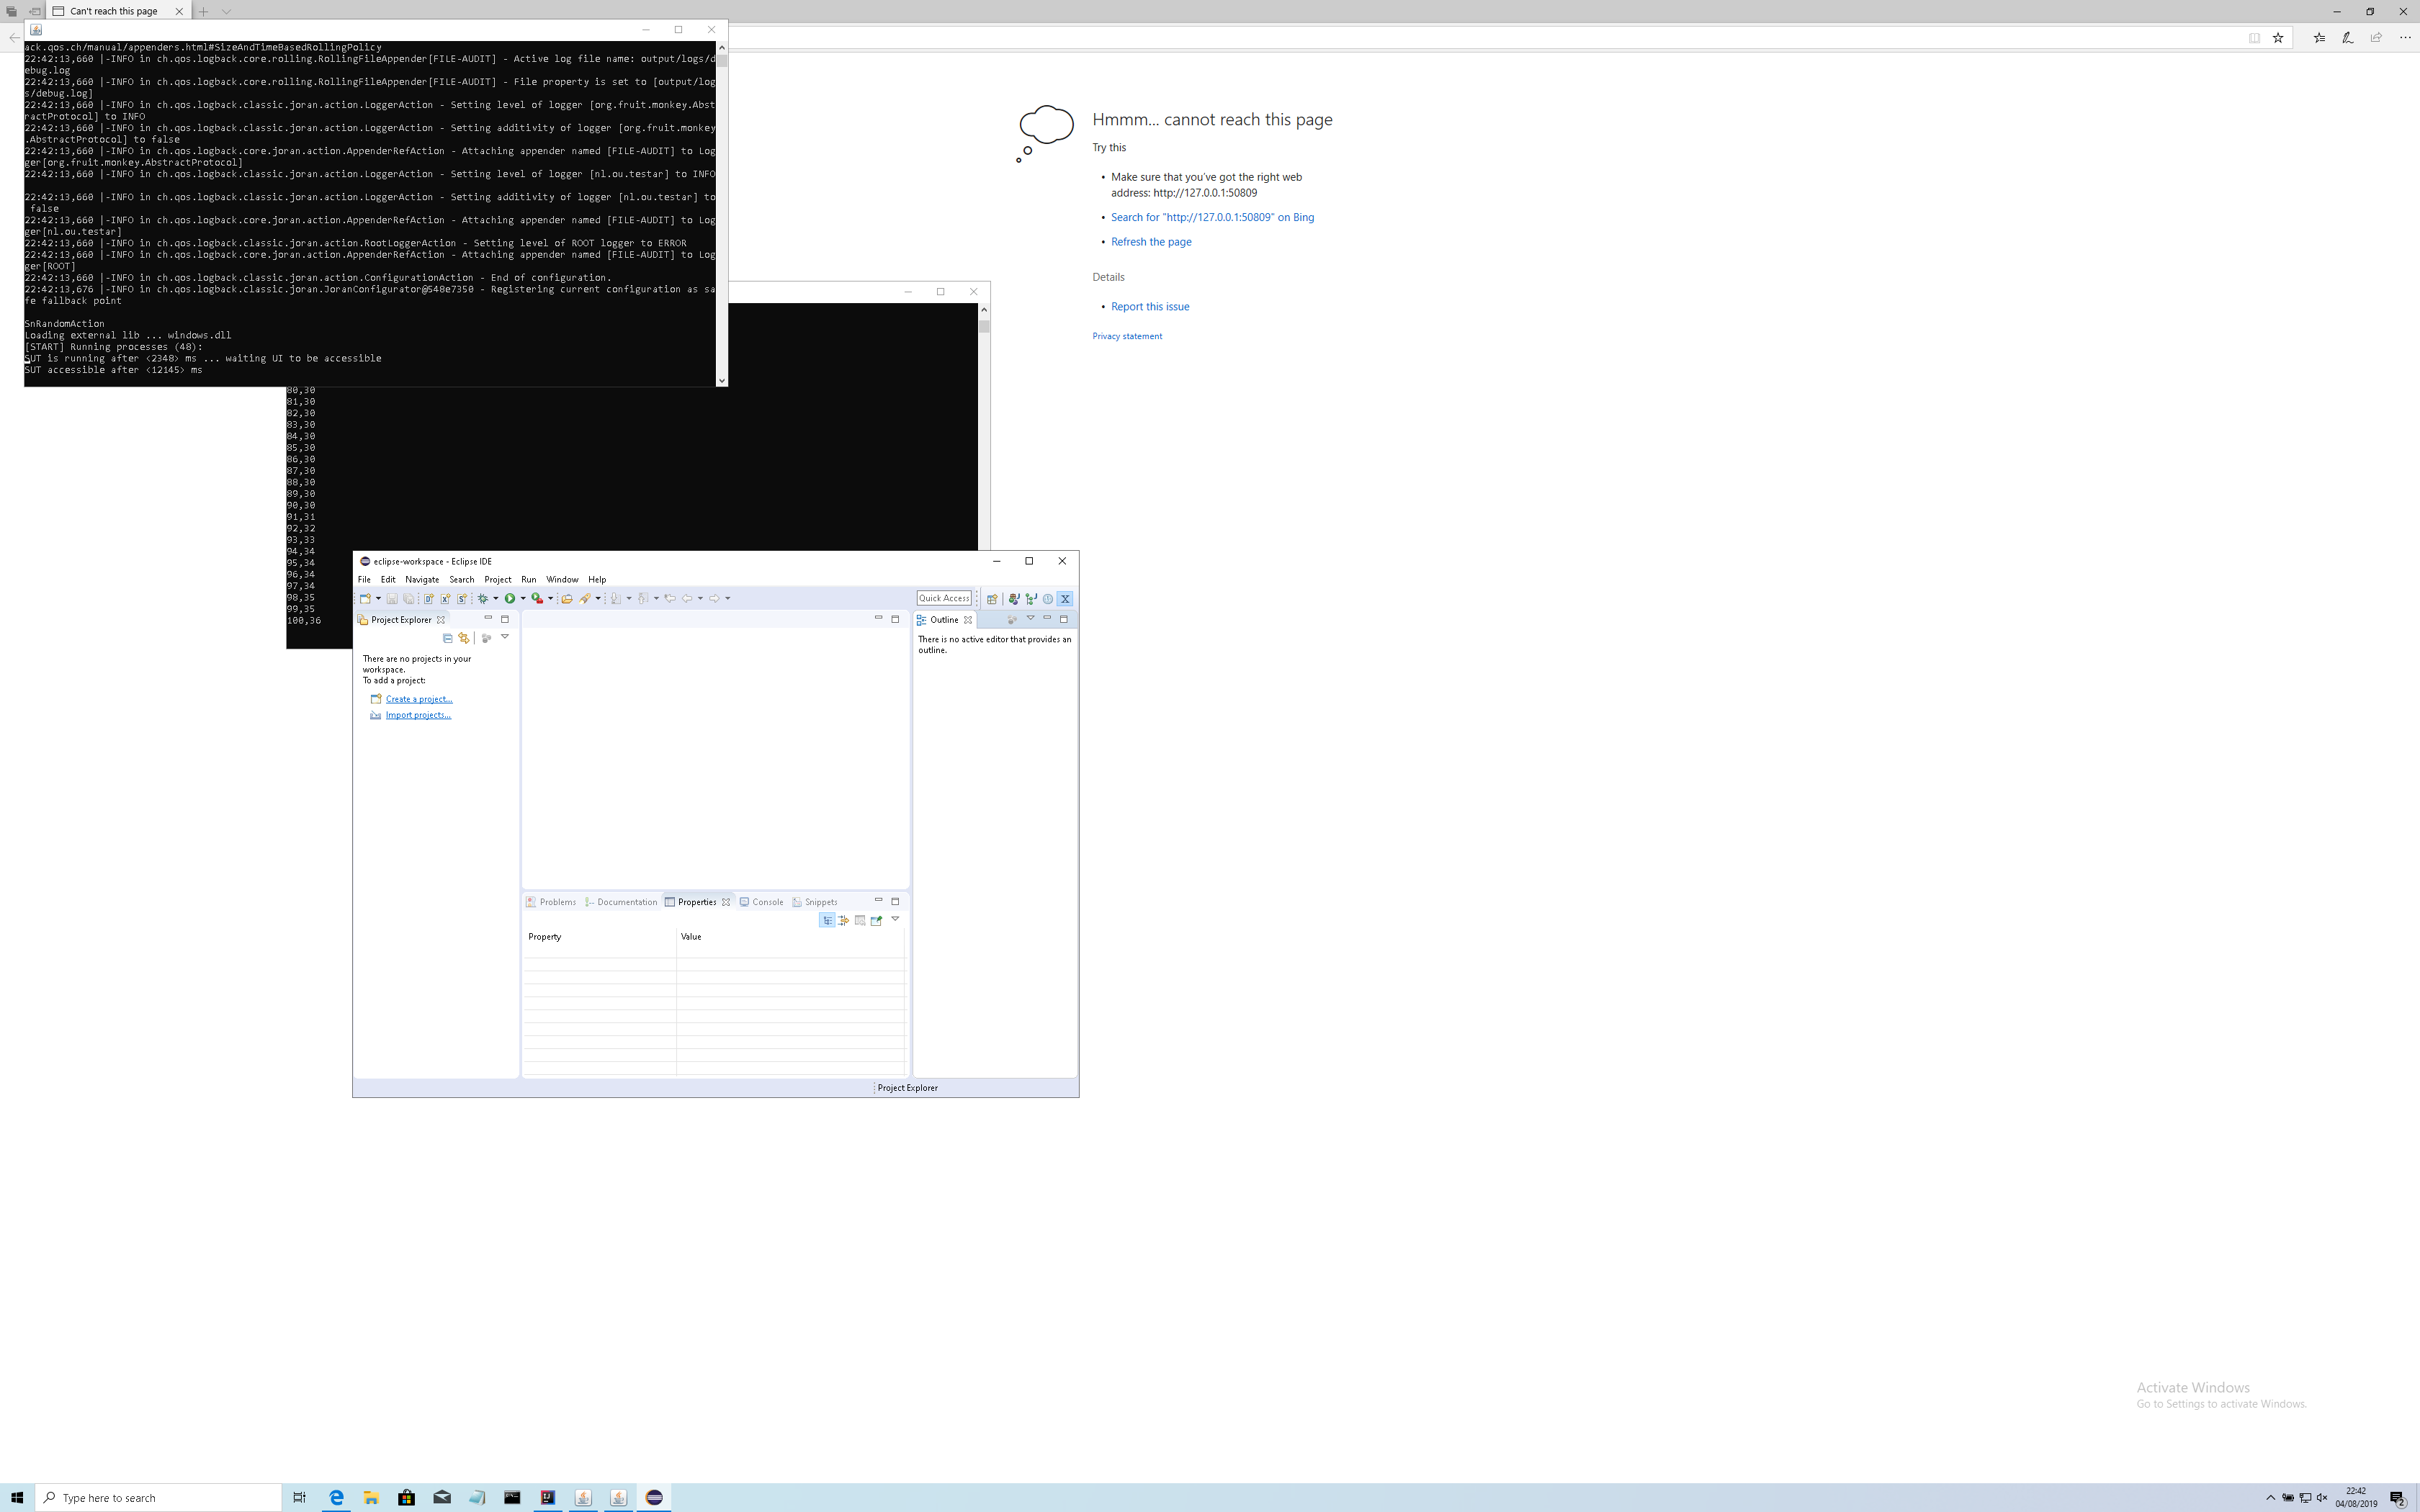 Can't reach this page
ack.qos.ch/manual/appenders.html#SizeAndTimeBasedRollingPolicy
22:42:13,660 |-INFO in ch.qos.logback.core.rolling.RollingFileAppender[FILE-AUDIT] - Active log file name: output/logs/d
ebug.log
22:42:13,660 |-INFO in ch.qos.logback.core.rolling.RollingFileAppender[FILE-AUDIT] - File property is set to [output/log
s/debug.log]
22:42:13,660 |-INFO in ch.qos.logback.classic.joran.action.LoggerAction - Setting level of logger [org.fruit.monkey.Abst
ractProtocol] to INFO
22:42:13,660 |-INFO in ch.qos.logback.classic.joran.action.LoggerAction - Setting additivity of logger [org.fruit.monkey
.AbstractProtocol] to false
22:42:13,660 |-INFO in ch.qos.logback.core.joran.action.AppenderRefAction - Attaching appender named [FILE-AUDIT] to Log
ger[org.fruit.monkey.AbstractProtocol]
22:42:13,660 |-INFO in ch.qos.logback.classic.joran.action.LoggerAction - Setting level of logger [nl.ou.testar] to INFO
22:42:13,660 |-INFO in ch.qos.logback.classic.joran.action.LoggerAction - Setting additivity of logger [nl.ou.testar] to
false
22:42:13,660 |-INFO in ch.qos.logback.core.joran.action.AppenderRefAction - Attaching appender named [FILE-AUDIT] to Log
ger[nl.ou.testar]
22:42:13,660 |-INFO in ch.qos.logback.classic.joran.action.RootLoggerAction - Setting level of ROOT logger to ERROR
22:42:13,660 |-INFO in ch.qos.logback.core.joran.action.AppenderRefAction - Attaching appender named [FILE-AUDIT] to Log
ger[ROOT]
22:42:13,660 |-INFO in ch.qos.logback.classic.joran.action.ConfigurationAction - End of configuration.
22:42:13,676 |-INFO in ch.qos.logback.classic.joran.JoranConfigurator@548e7350 - Registering current configuration as sa
fe fallback point
SnRandomAction
Loading external lib ... windows.dll
[START] Running processes (48):
SUT is running after <2348> ms ... waiting UI to be accessible
SUT accessible after <12145> ms
Hmmm... cannot reach this page
Try this
• Make sure that you've got the right web
address: http://127.0.0.1:50809
• Search for "http://127.0.0.1:50809" on Bing
• Refresh the page
Details
• Report this issue
Privacy statement
80,30
81,30
82,30
83,30
84,30
85,30
86,30
87,30
88,30
89,30
90,30
91,31
92,32
93,33
94,34
95,34
96,34
97,34
98,35
99,35
100,36
eclipse-workspace - Eclipse IDE
File Edit Navigate Search Project Run Window Help
Quick Access
Project Explorer
There are no projects in your
workspace.
To add a project:
Create a project...
Import projects...
Outline
There is no active editor that provides an
outline.
Problems Documentation Properties Console Snippets
Property Value
Project Explorer
Activate Windows
Go to Settings to activate Windows.
Type here to search
22:42
04/08/2019
2